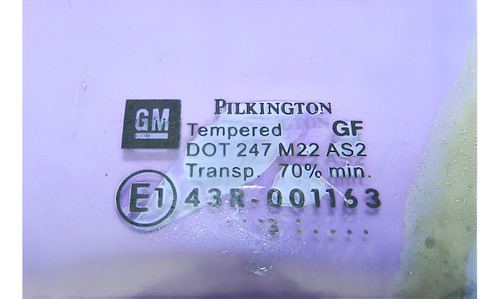 GM
PILKINGTON
Tempered GF
DOT 247 M22 AS2
Transp. 70% min.
E1 43R-001163